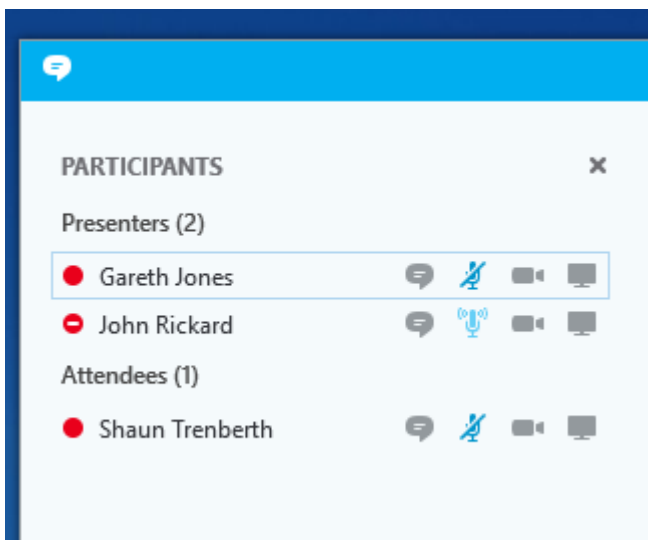 PARTICIPANTS
Presenters (2)
Gareth Jones
John Rickard
Attendees (1)
Shaun Trenberth